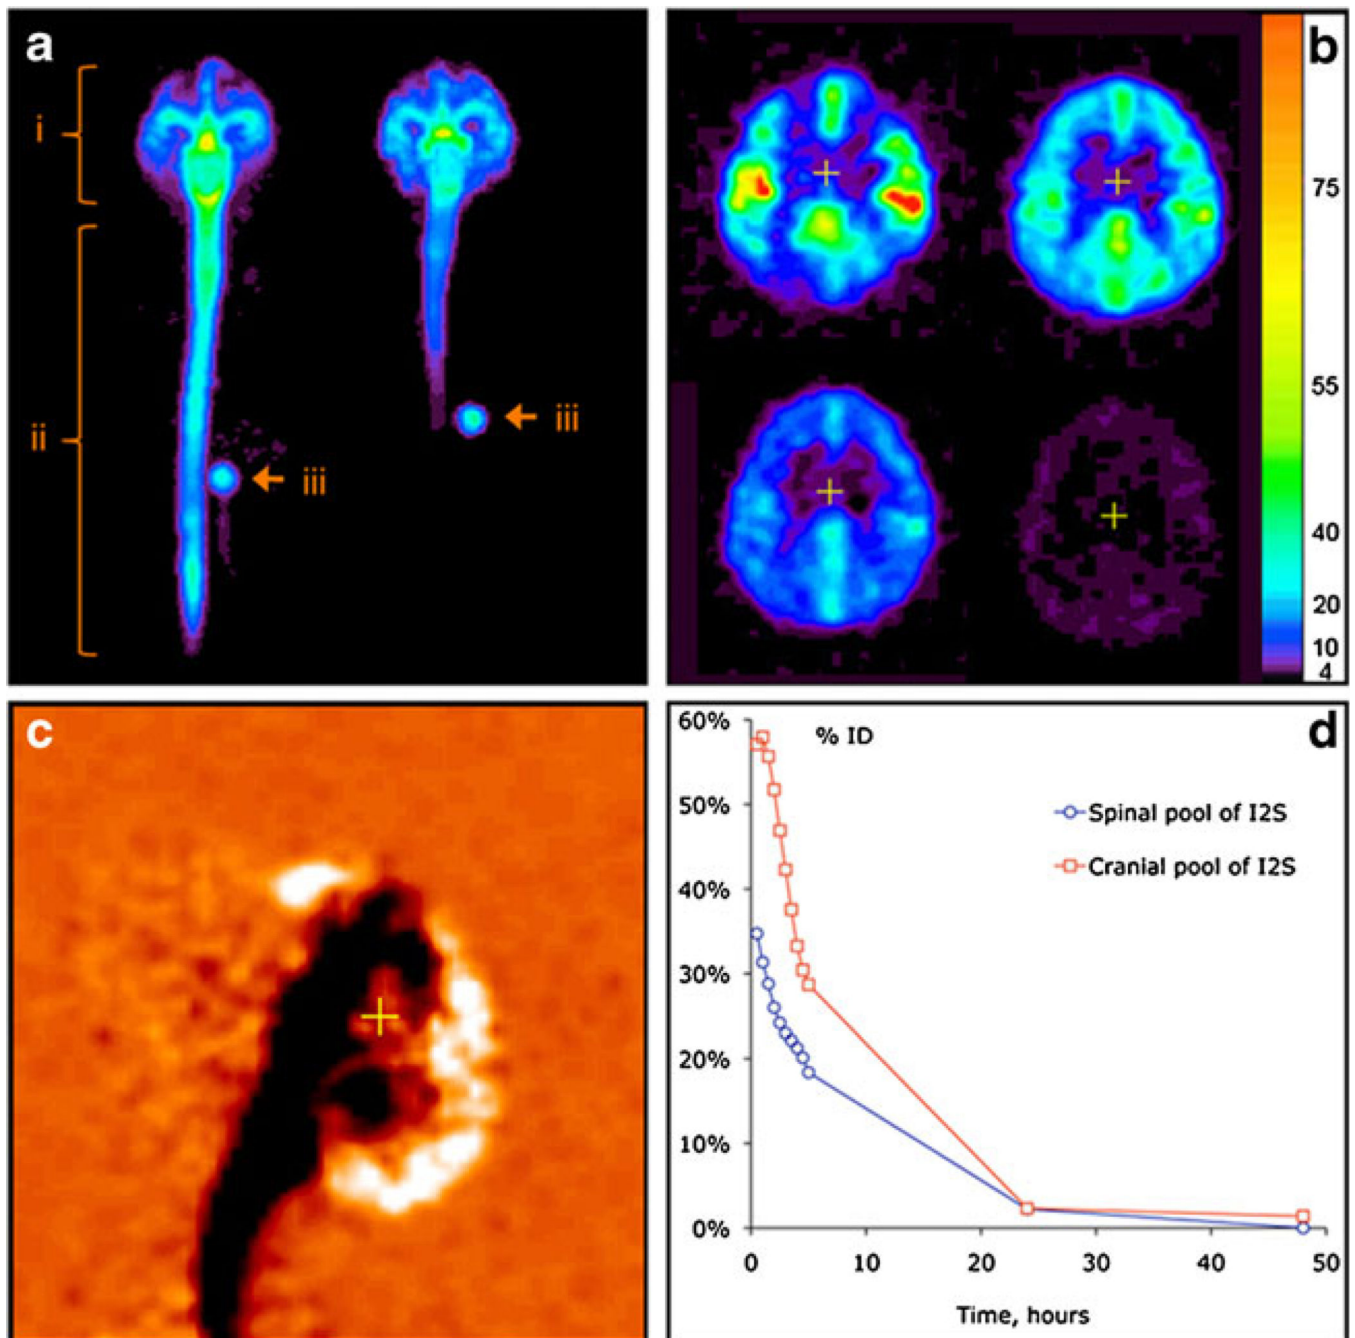 a
i
ii
iii
iii
b
75
55
40
20
10
4
c
d
% ID
60%
50%
40%
30%
20%
10%
0%
Spinal pool of I2S
Cranial pool of I2S
0 10 20 30 40 50
Time, hours